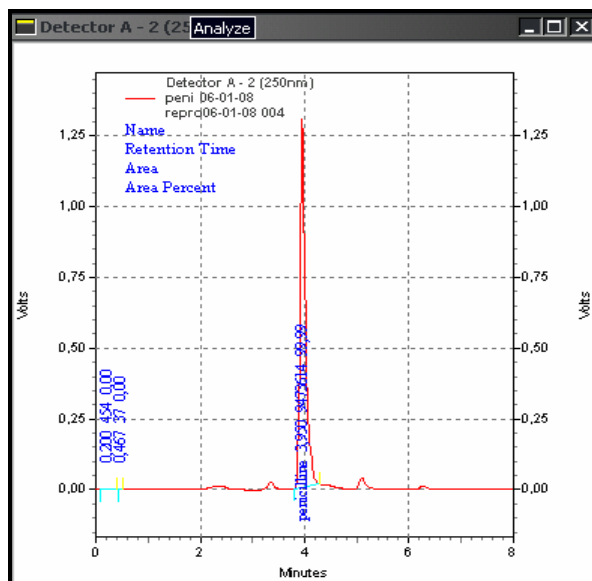 Detector A - 2 (25
Analyze
Detector A - 2 (250nm)
peni 06-01-08
repro06-01-08 004
Name
Retention Time
Area
Area Percent
1,25
1,00
0,75
0,50
0,25
0,00
Volts
1,25
1,00
0,75
0,50
0,25
0,00
Volts
0,200 454 0,00
0,467 37 0,00
penicilline 3,950 99,99
0
2
4
6
8
Minutes